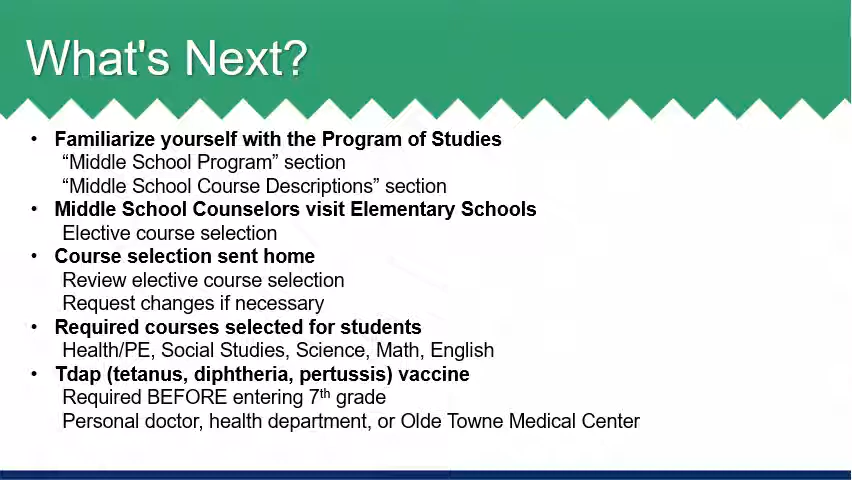 What's Next?
• Familiarize yourself with the Program of Studies
“Middle School Program” section
“Middle School Course Descriptions” section
• Middle School Counselors visit Elementary Schools
Elective course selection
• Course selection sent home
Review elective course selection
Request changes if necessary
• Required courses selected for students
Health/PE, Social Studies, Science, Math, English
• Tdap (tetanus, diphtheria, pertussis) vaccine
Required BEFORE entering 7th grade
Personal doctor, health department, or Olde Towne Medical Center